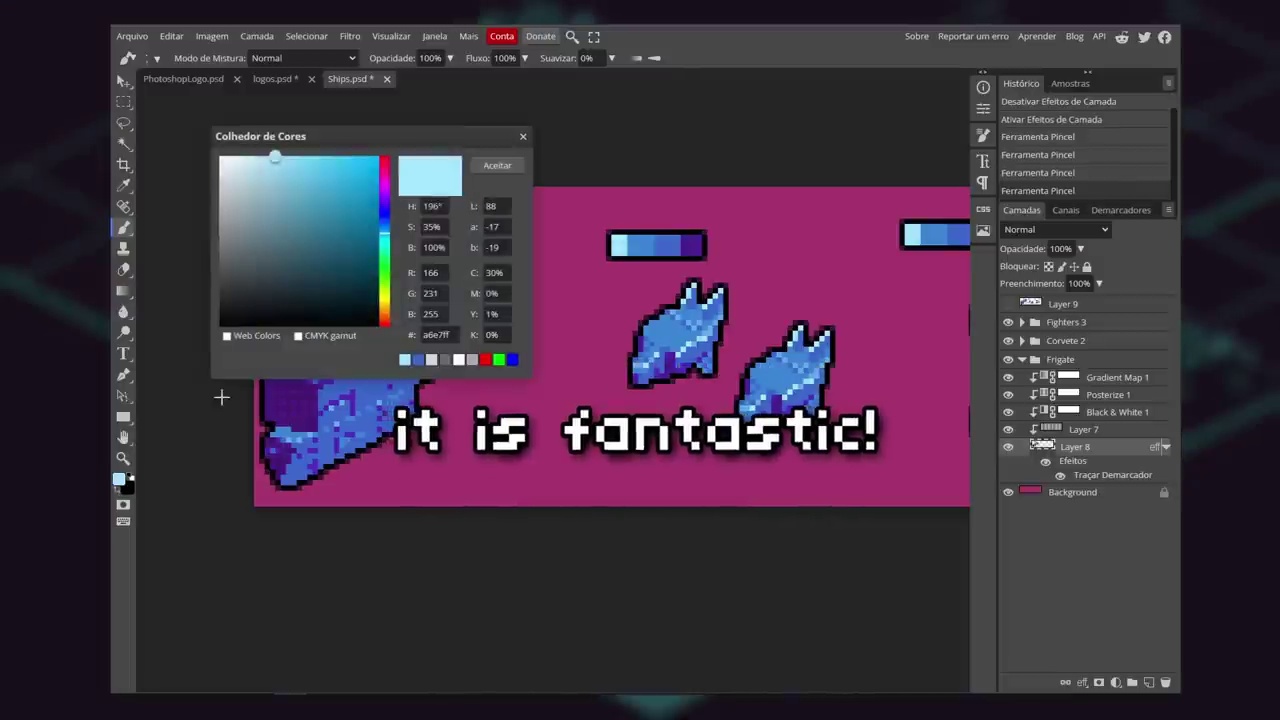 Arquivo Editar Imagem Camada Selecionar Filtro Visualizar Janela Mais Conta Donate
Sobre Reportar um erro Aprender Blog API
Modo de Mistura: Normal Opacidade: 100% Fluxo: 100% Suavizar: 0%
PhotoshopLogo.psd logos.psd * Ships.psd *
Histórico Amostras
Desativar Efeitos de Camada
Ativar Efeitos de Camada
Ferramenta Pincel
Ferramenta Pincel
Ferramenta Pincel
Ferramenta Pincel
Colhedor de Cores
Aceitar
H: 196° L: 88
S: 35% a: -17
B: 100% b: -19
R: 166 C: 30%
G: 231 M: 0%
B: 255 Y: 1%
#: a6e7ff K: 0%
Web Colors CMYK gamut
CSS
Camadas Canais Demarcadores
Normal
Opacidade: 100%
Bloquear:
Preenchimento: 100%
Layer 9
Fighters 3
Corvete 2
Frigate
Gradient Map 1
Posterize 1
Black & White 1
Layer 7
Layer 8 eff
Efeitos
Traçar Demarcador
Background
it is fantastic!
eff